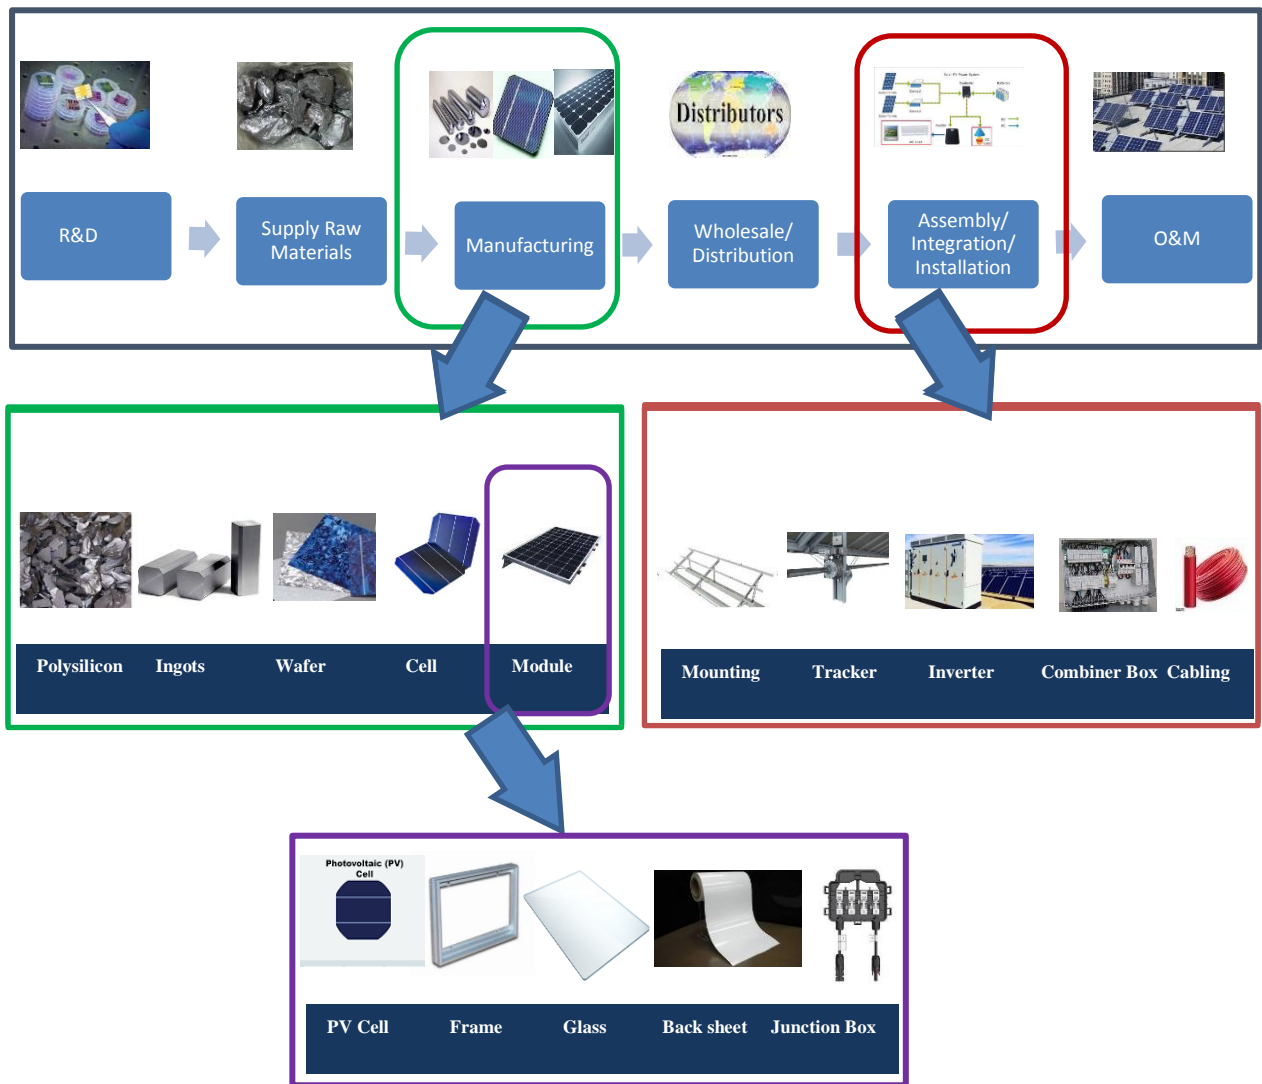 Distributors
R&D
Supply Raw
Materials
Manufacturing
Wholesale/
Distribution
Assembly/
Integration/
Installation
O&M
Polysilicon Ingots Wafer Cell Module
Mounting Tracker Inverter Combiner Box Cabling
Photovoltaic (PV)
Cell
PV Cell Frame Glass Back sheet Junction Box